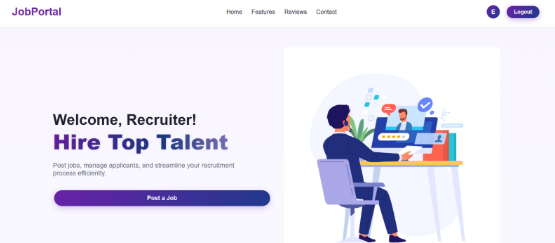 JobPortal
Home Features Reviews Contact
E Logout
Welcome, Recruiter!
Hire Top Talent
Post jobs, manage applicants, and streamline your recruitment
process efficiently.
Post a Job